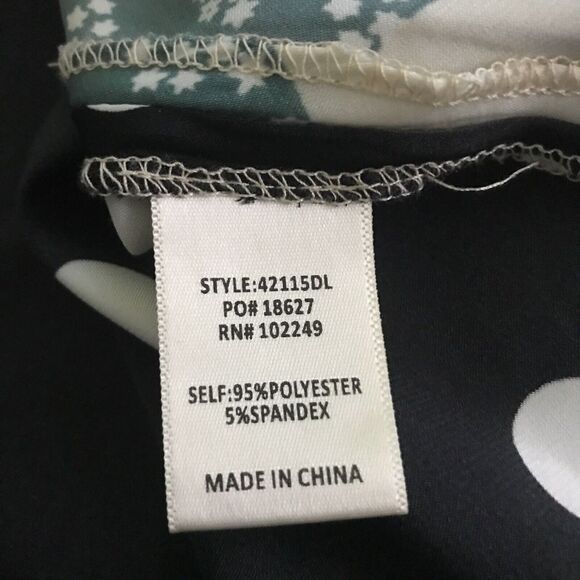 STYLE:42115DL
PO# 18627
RN# 102249
SELF:95%POLYESTER
5%SPANDEX
MADE IN CHINA